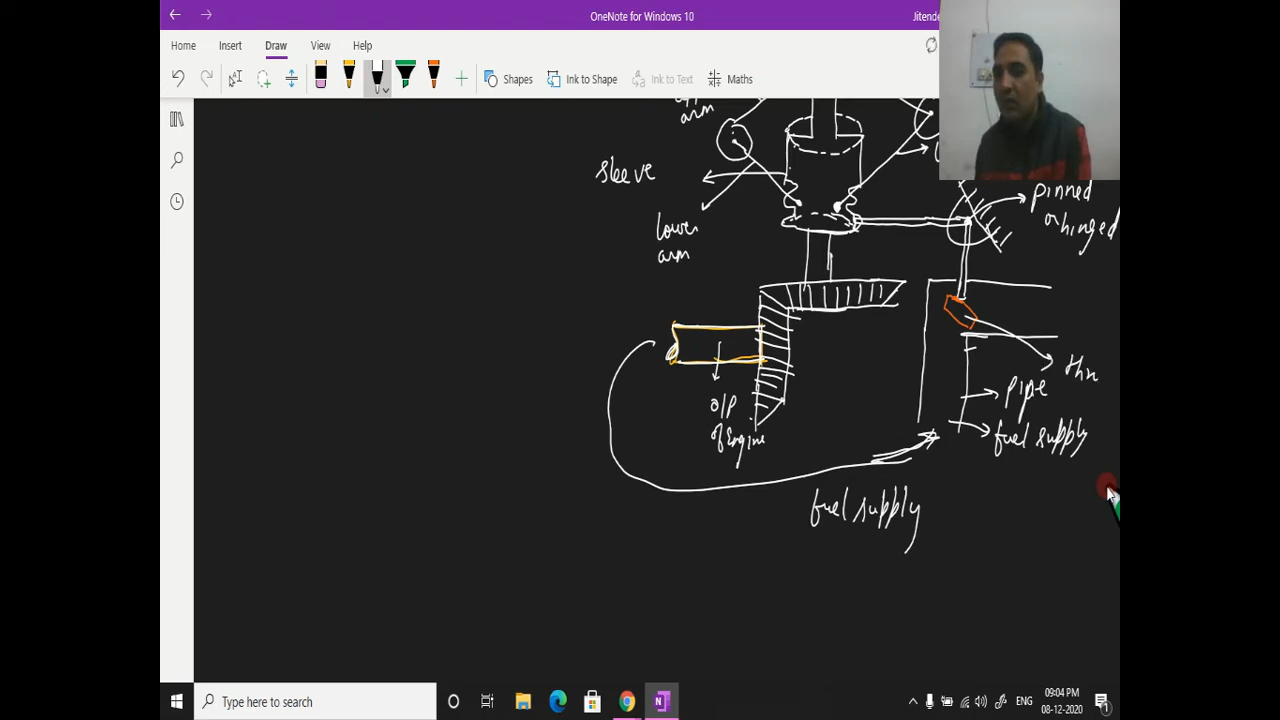 OneNote for Windows 10
Jitende
Home Insert Draw View Help
Shapes
Ink to Shape
Ink to Text
Maths
arm
sleeve
lower
arm
pinned
or hinged
O/P
of Engine
pipe
fuel supply
fuel supply
Type here to search
ENG
09:04 PM
08-12-2020